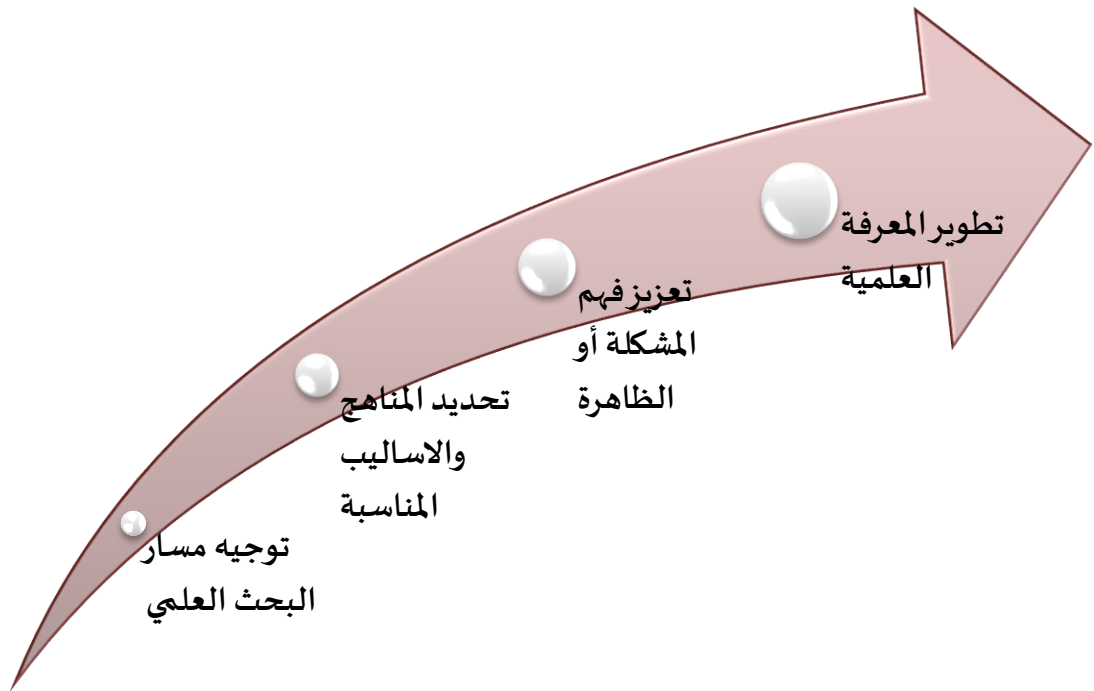 توجيه مسار
البحث العلمي
تحديد المناهج
والاساليب
المناسبة
تعزيز فهم
المشكلة أو
الظاهرة
تطوير المعرفة
العلمية